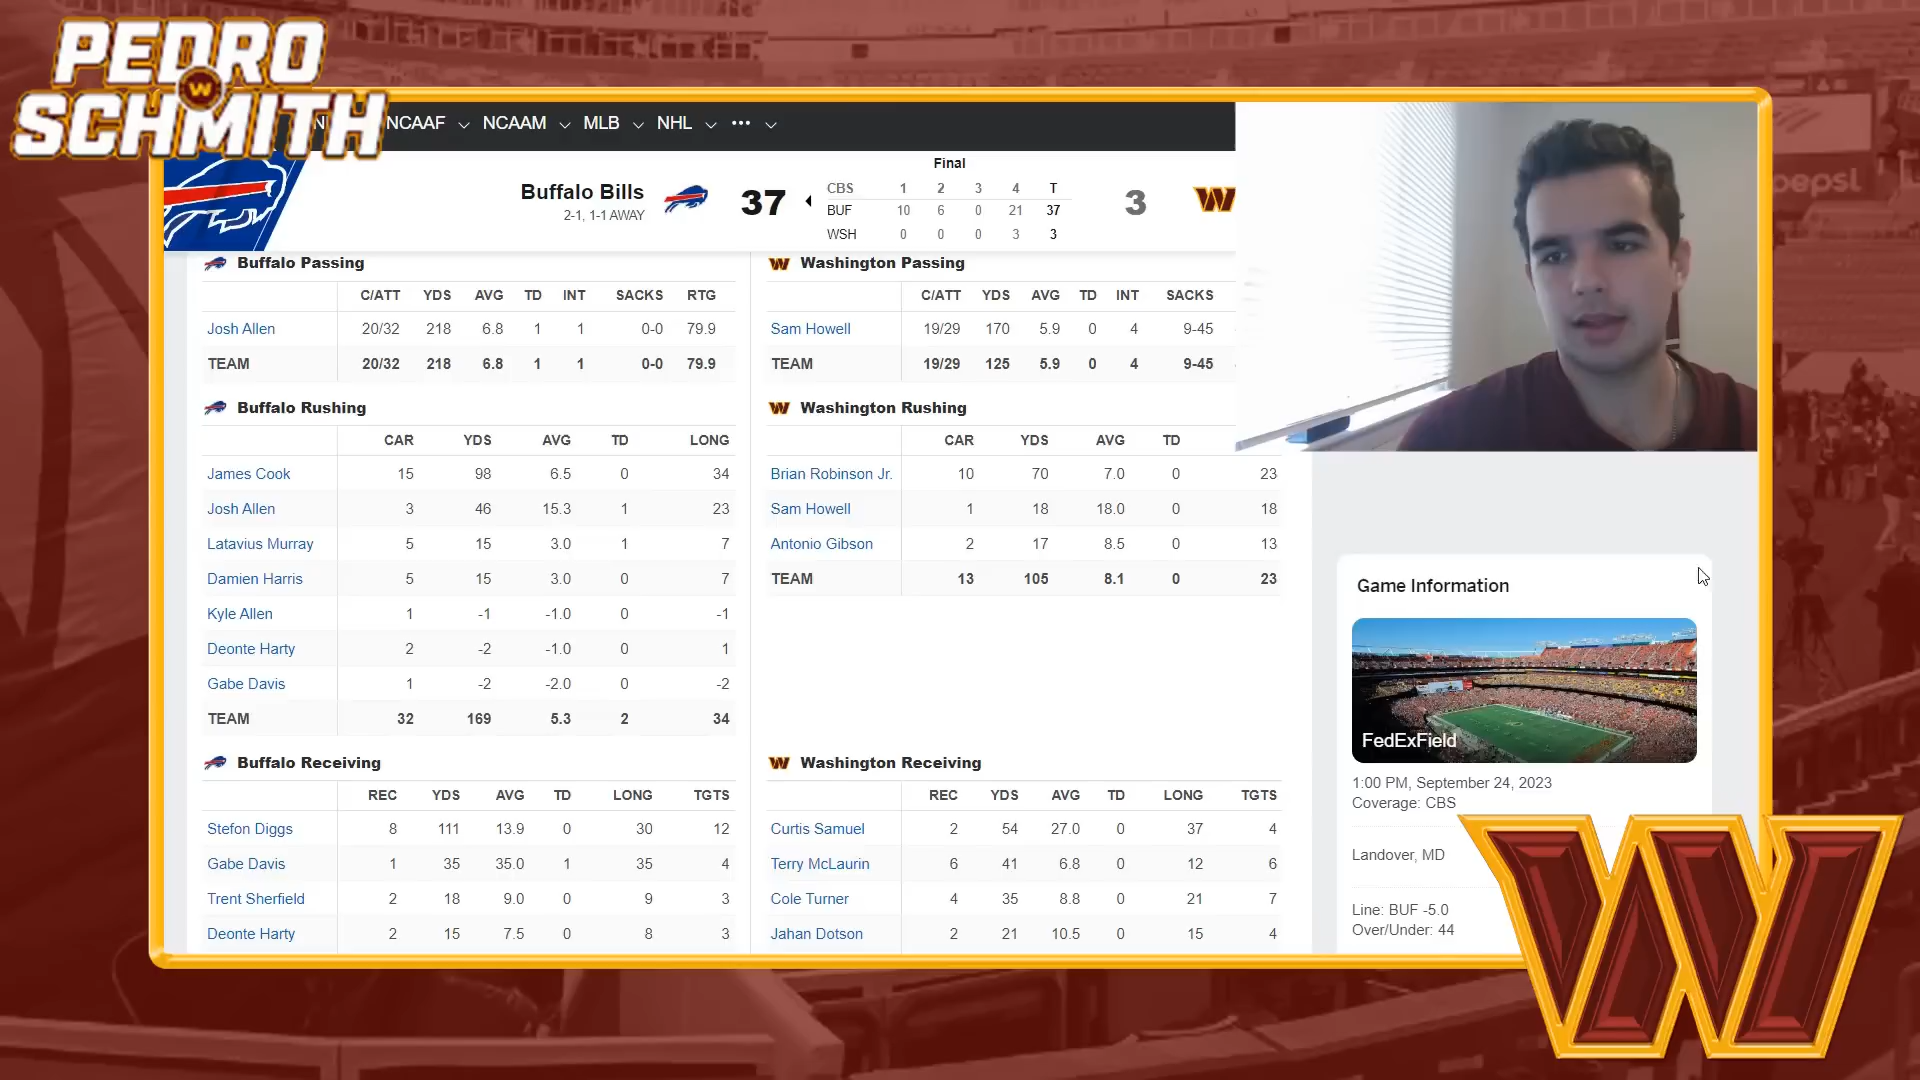 PEDRO
SCHMITH
NCAAF NCAAM MLB NHL •••
Final
Buffalo Bills
2-1, 1-1 AWAY
37
CBS 1 2 3 4 T
BUF 10 6 0 21 37
WSH 0 0 0 3 3
3
Buffalo Passing
C/ATT YDS AVG TD INT SACKS RTG
Josh Allen 20/32 218 6.8 1 1 0-0 79.9
TEAM 20/32 218 6.8 1 1 0-0 79.9
Washington Passing
C/ATT YDS AVG TD INT SACKS
Sam Howell 19/29 170 5.9 0 4 9-45
TEAM 19/29 125 5.9 0 4 9-45
Buffalo Rushing
CAR YDS AVG TD LONG
James Cook 15 98 6.5 0 34
Josh Allen 3 46 15.3 1 23
Latavius Murray 5 15 3.0 1 7
Damien Harris 5 15 3.0 0 7
Kyle Allen 1 -1 -1.0 0 -1
Deonte Harty 2 -2 -1.0 0 1
Gabe Davis 1 -2 -2.0 0 -2
TEAM 32 169 5.3 2 34
Washington Rushing
CAR YDS AVG TD
Brian Robinson Jr. 10 70 7.0 0 23
Sam Howell 1 18 18.0 0 18
Antonio Gibson 2 17 8.5 0 13
TEAM 13 105 8.1 0 23
Buffalo Receiving
REC YDS AVG TD LONG TGTS
Stefon Diggs 8 111 13.9 0 30 12
Gabe Davis 1 35 35.0 1 35 4
Trent Sherfield 2 18 9.0 0 9 3
Deonte Harty 2 15 7.5 0 8 3
Washington Receiving
REC YDS AVG TD LONG TGTS
Curtis Samuel 2 54 27.0 0 37 4
Terry McLaurin 6 41 6.8 0 12 6
Cole Turner 4 35 8.8 0 21 7
Jahan Dotson 2 21 10.5 0 15 4
Game Information
FedExField
1:00 PM, September 24, 2023
Coverage: CBS
Landover, MD
Line: BUF -5.0
Over/Under: 44
pepsi